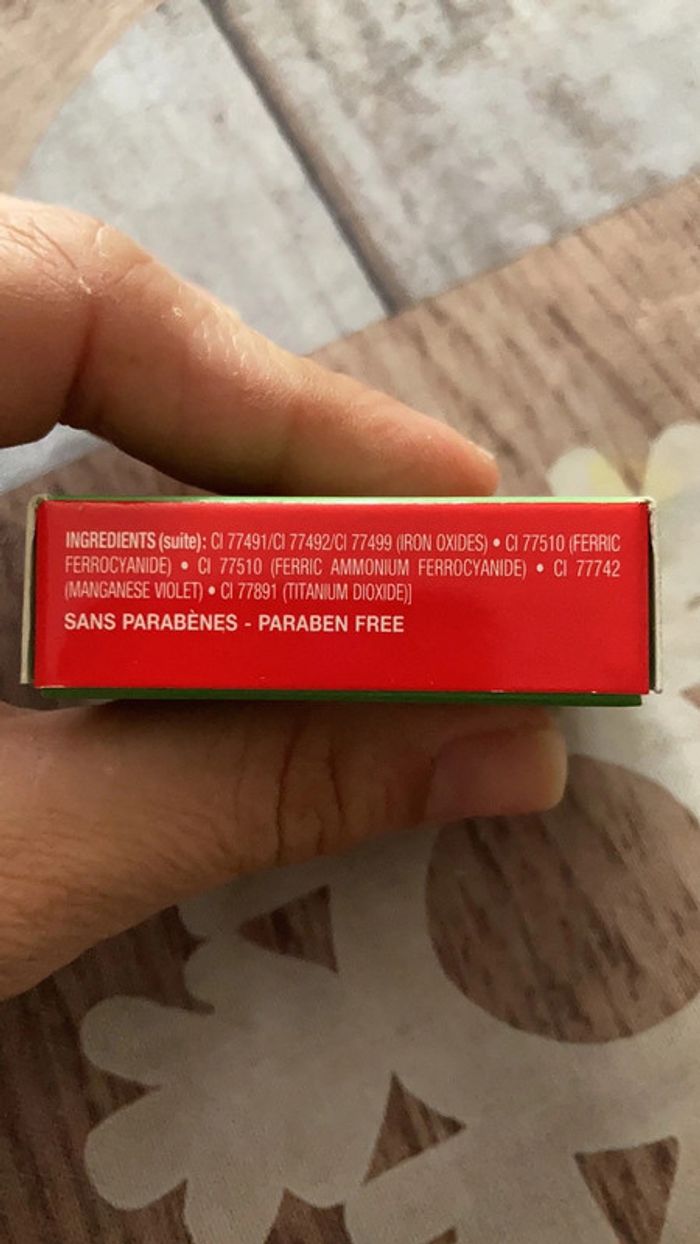 INGREDIENTS (suite): CI 77491/CI 77492/CI 77499 (IRON OXIDES) • CI 77510 (FERRIC
FERROCYANIDE) • CI 77510 (FERRIC AMMONIUM FERROCYANIDE) • CI 77742
(MANGANESE VIOLET) • CI 77891 (TITANIUM DIOXIDE)]
SANS PARABÈNES - PARABEN FREE